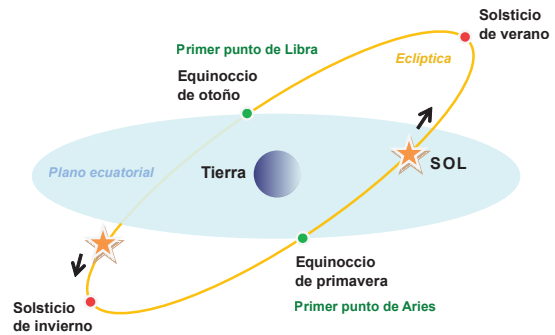 Solsticio
de verano
Primer punto de Libra
Eclíptica
Equinoccio
de otoño
Tierra
SOL
Plano ecuatorial
Equinoccio
de primavera
Primer punto de Aries
Solsticio
de invierno